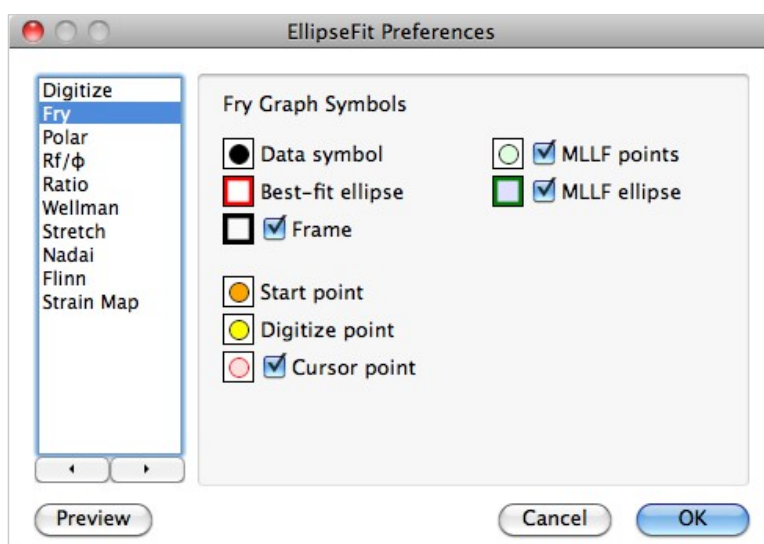 EllipseFit Preferences
Digitize
Fry
Polar
Rf/ϕ
Ratio
Wellman
Stretch
Nadai
Flinn
Strain Map
Fry Graph Symbols
Data symbol
Best-fit ellipse
Frame
MLLF points
MLLF ellipse
Start point
Digitize point
Cursor point
Preview
Cancel
OK